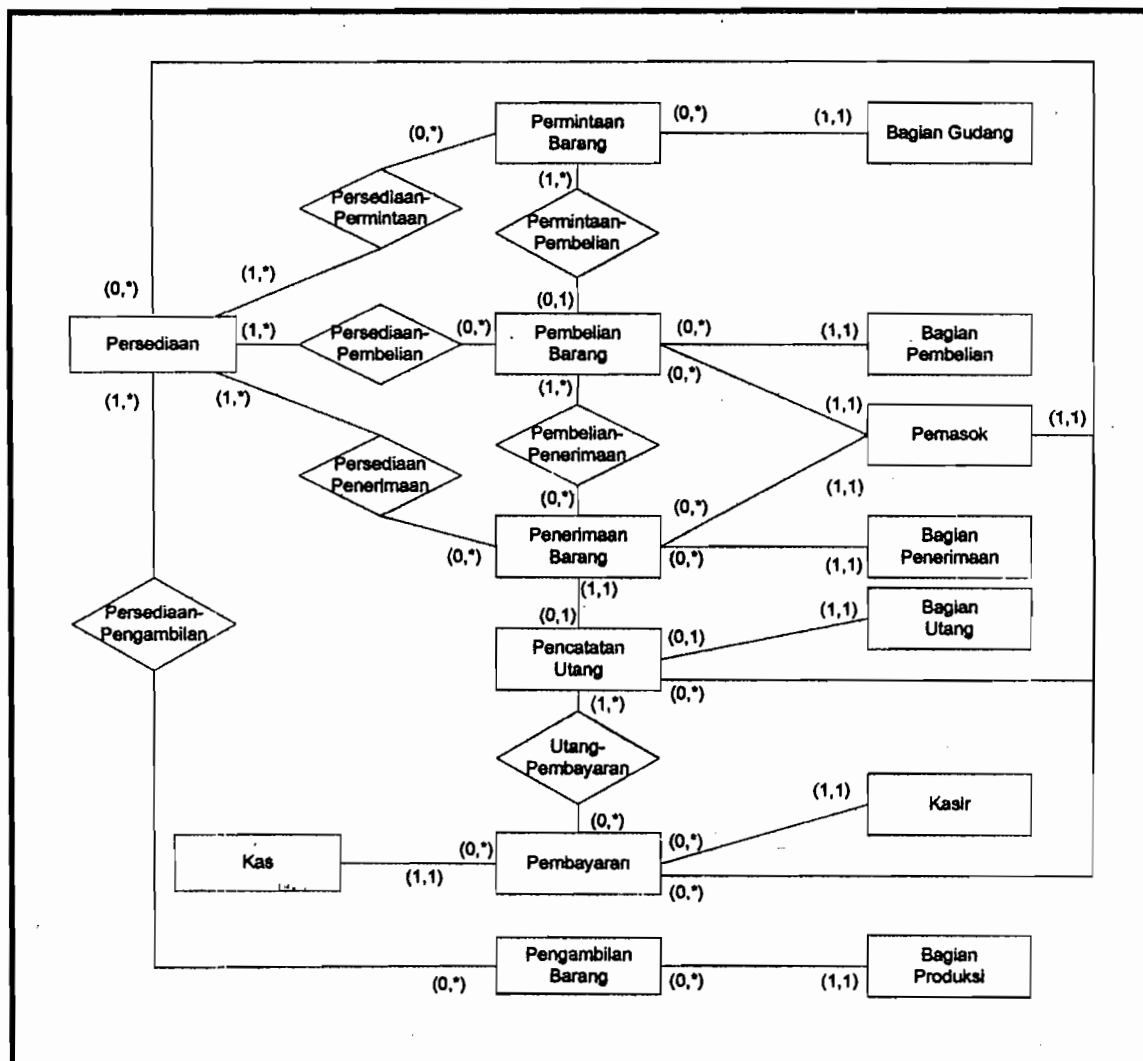 (0,*)
Permintaan
Barang
(0,*)
(1,1)
Bagian Gudang
Persediaan-
Permintaan
(1,*)
Permintaan-
Pembelian
(0,*)
(1,*)
(0,1)
Persediaan
(1,*)
Persediaan-
Pembelian
(0,*)
Pembelian
Barang
(0,*)
(1,1)
Bagian
Pembelian
(0,*)
(1,*)
(1,*)
(1,*)
(1,1)
Pemasok
(1,1)
Pembelian-
Penerimaan
Persediaan
Penerimaan
(1,1)
(0,*)
(0,*)
(0,*)
Penerimaan
Barang
(0,*)
(1,1)
Bagian
Penerimaan
(1,1)
(0,1)
Persediaan-
Pengambilan
Pencatatan
Utang
(0,1)
(1,1)
Bagian
Utang
(0,*)
(1,*)
Utang-
Pembayaran
(0,*)
(1,1)
Kasir
Kas
(1,1)
(0,*)
Pembayaran
(0,*)
(0,*)
(0,*)
Pengambilan
Barang
(0,*)
(1,1)
Bagian
Produksi